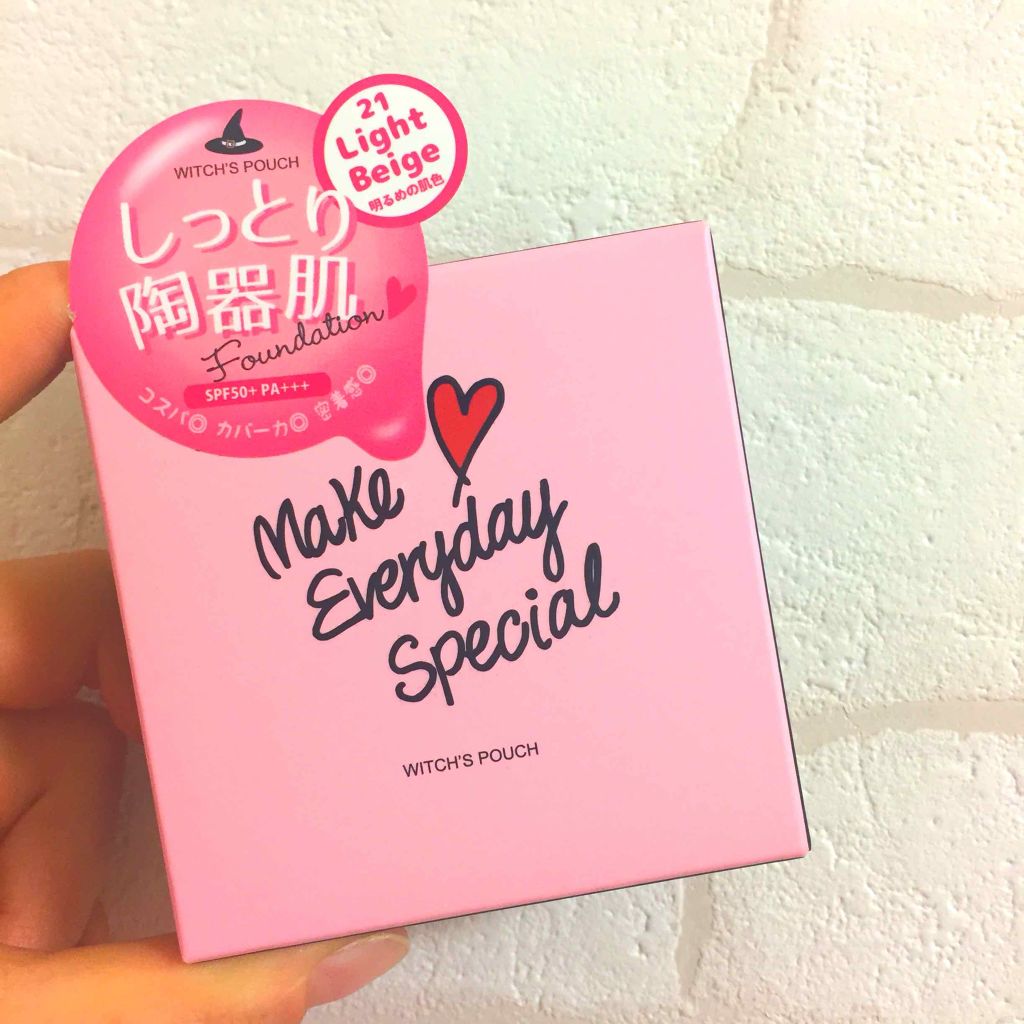 WITCH'S POUCH
しっとり
陶器肌
Foundation
SPF50+ PA+++
コスパ◎ カバーカ◎ 密着感◎
21
Light
Beige
明るめの肌色
Make
Everyday
Special
WITCH'S POUCH